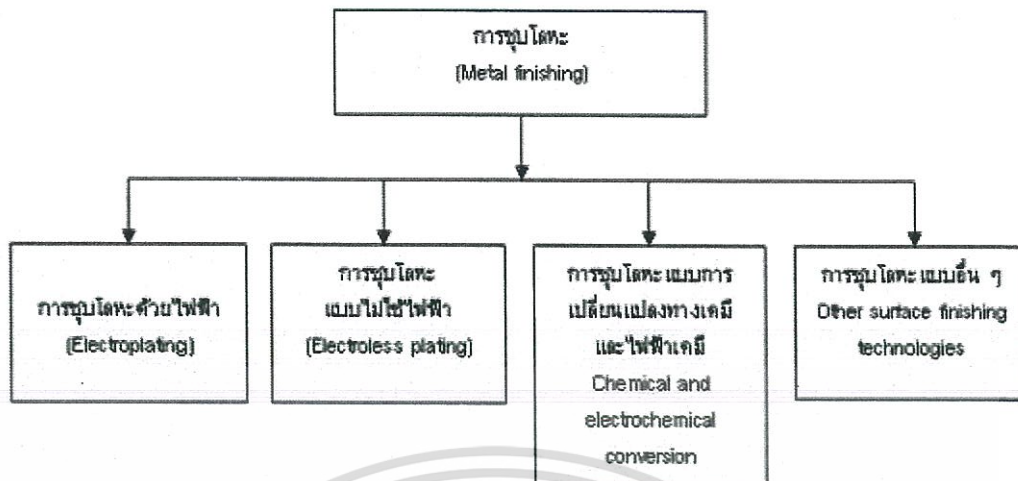 การชุบโลหะ
(Metal finishing)
การชุบโลหะด้วยไฟฟ้า
(Electroplating)
การชุบโลหะ
แบบไม่ใช้ไฟฟ้า
(Electroless plating)
การชุบโลหะแบบการ
เปลี่ยนแปลงทางเคมี
และไฟฟ้าเคมี
Chemical and
electrochemical
conversion
การชุบโลหะแบบอื่น ๆ
Other surface finishing
technologies